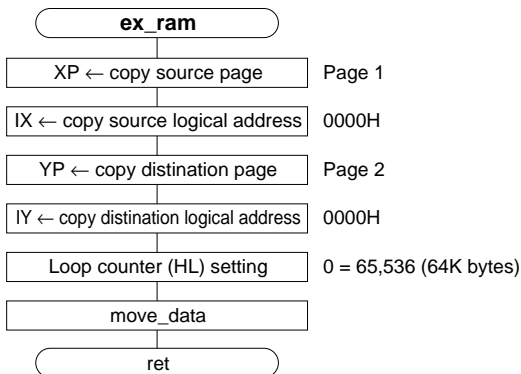 ex_ram
XP ← copy source page Page 1
IX ← copy source logical address 0000H
YP ← copy distination page Page 2
IY ← copy distination logical address 0000H
Loop counter (HL) setting 0 = 65,536 (64K bytes)
move_data
ret